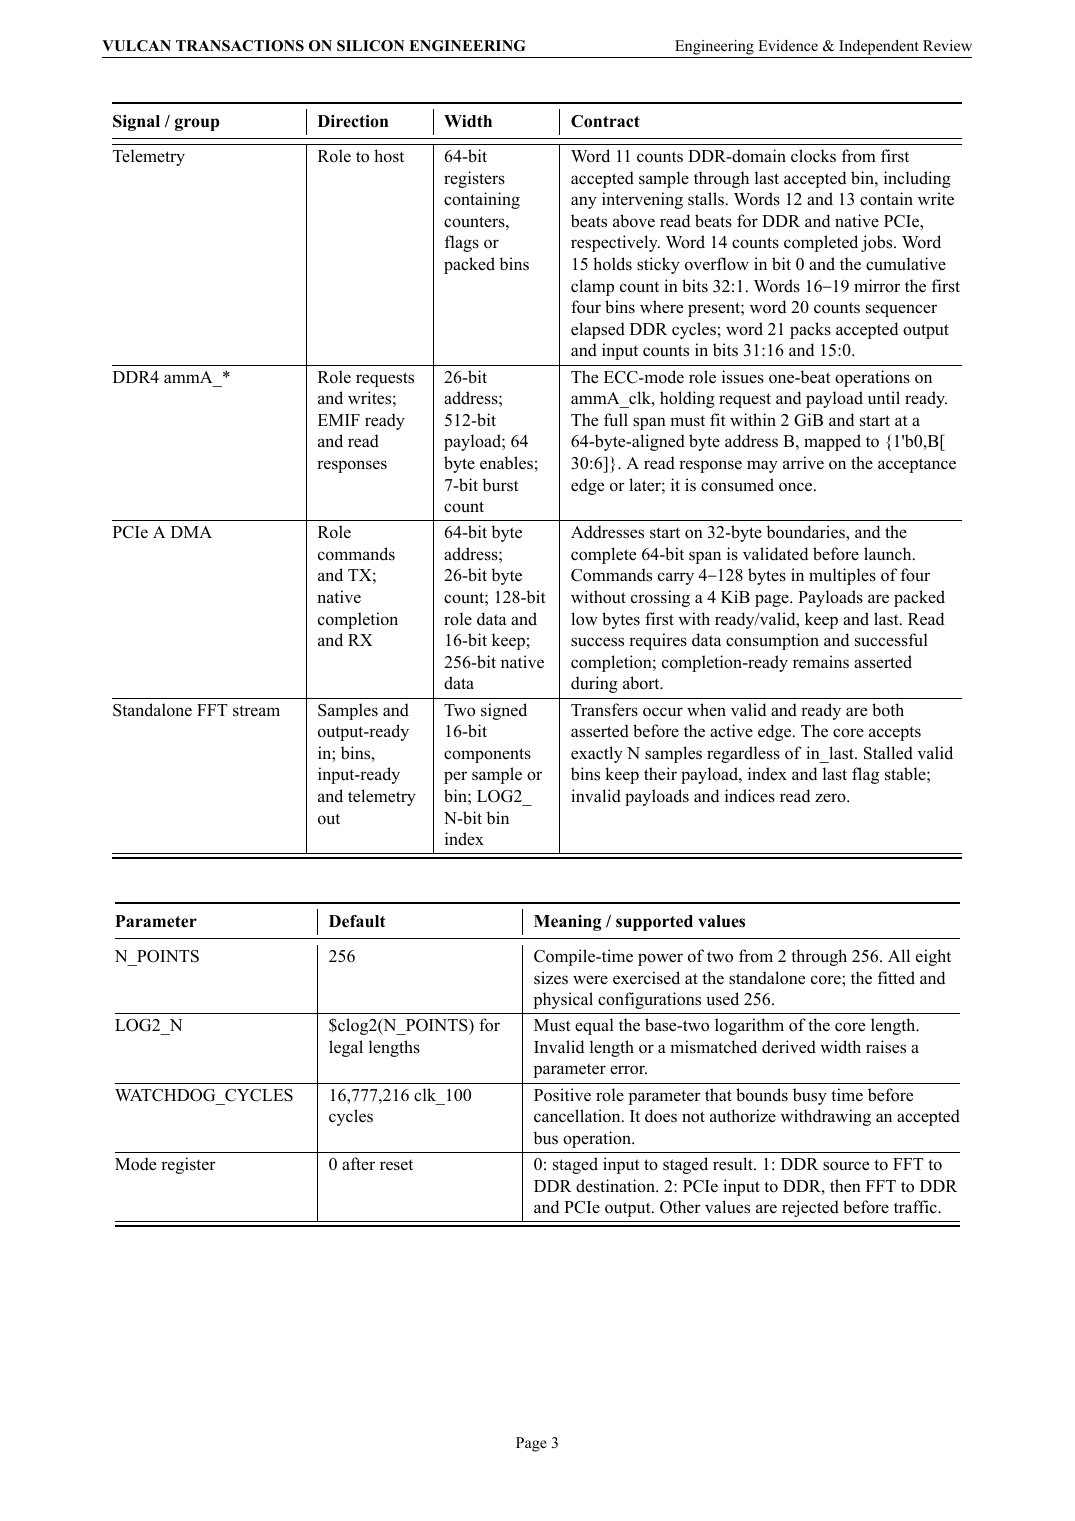 VULCAN TRANSACTIONS ON SILICON ENGINEERING
Engineering Evidence & Independent Review
Signal / group
Direction
Width
Contract
Telemetry
Role to host
64-bit
registers
containing
counters,
flags or
packed bins
Word 11 counts DDR-domain clocks from first
accepted sample through last accepted bin, including
any intervening stalls. Words 12 and 13 contain write
beats above read beats for DDR and native PCIe,
respectively. Word 14 counts completed jobs. Word
15 holds sticky overflow in bit 0 and the cumulative
clamp count in bits 32:1. Words 16–19 mirror the first
four bins where present; word 20 counts sequencer
elapsed DDR cycles; word 21 packs accepted output
and input counts in bits 31:16 and 15:0.
DDR4 ammA_*
Role requests
and writes;
EMIF ready
and read
responses
26-bit
address;
512-bit
payload; 64
byte enables;
7-bit burst
count
The ECC-mode role issues one-beat operations on
ammA_clk, holding request and payload until ready.
The full span must fit within 2 GiB and start at a
64-byte-aligned byte address B, mapped to {1'b0,B[
30:6]}. A read response may arrive on the acceptance
edge or later; it is consumed once.
PCIe A DMA
Role
commands
and TX;
native
completion
and RX
64-bit byte
address;
26-bit byte
count; 128-bit
role data and
16-bit keep;
256-bit native
data
Addresses start on 32-byte boundaries, and the
complete 64-bit span is validated before launch.
Commands carry 4–128 bytes in multiples of four
without crossing a 4 KiB page. Payloads are packed
low bytes first with ready/valid, keep and last. Read
success requires data consumption and successful
completion; completion-ready remains asserted
during abort.
Standalone FFT stream
Samples and
output-ready
in; bins,
input-ready
and telemetry
out
Two signed
16-bit
components
per sample or
bin; LOG2_
N-bit bin
index
Transfers occur when valid and ready are both
asserted before the active edge. The core accepts
exactly N samples regardless of in_last. Stalled valid
bins keep their payload, index and last flag stable;
invalid payloads and indices read zero.
Parameter
Default
Meaning / supported values
N_POINTS
256
Compile-time power of two from 2 through 256. All eight
sizes were exercised at the standalone core; the fitted and
physical configurations used 256.
LOG2_N
$clog2(N_POINTS) for
legal lengths
Must equal the base-two logarithm of the core length.
Invalid length or a mismatched derived width raises a
parameter error.
WATCHDOG_CYCLES
16,777,216 clk_100
cycles
Positive role parameter that bounds busy time before
cancellation. It does not authorize withdrawing an accepted
bus operation.
Mode register
0 after reset
0: staged input to staged result. 1: DDR source to FFT to
DDR destination. 2: PCIe input to DDR, then FFT to DDR
and PCIe output. Other values are rejected before traffic.
Page 3